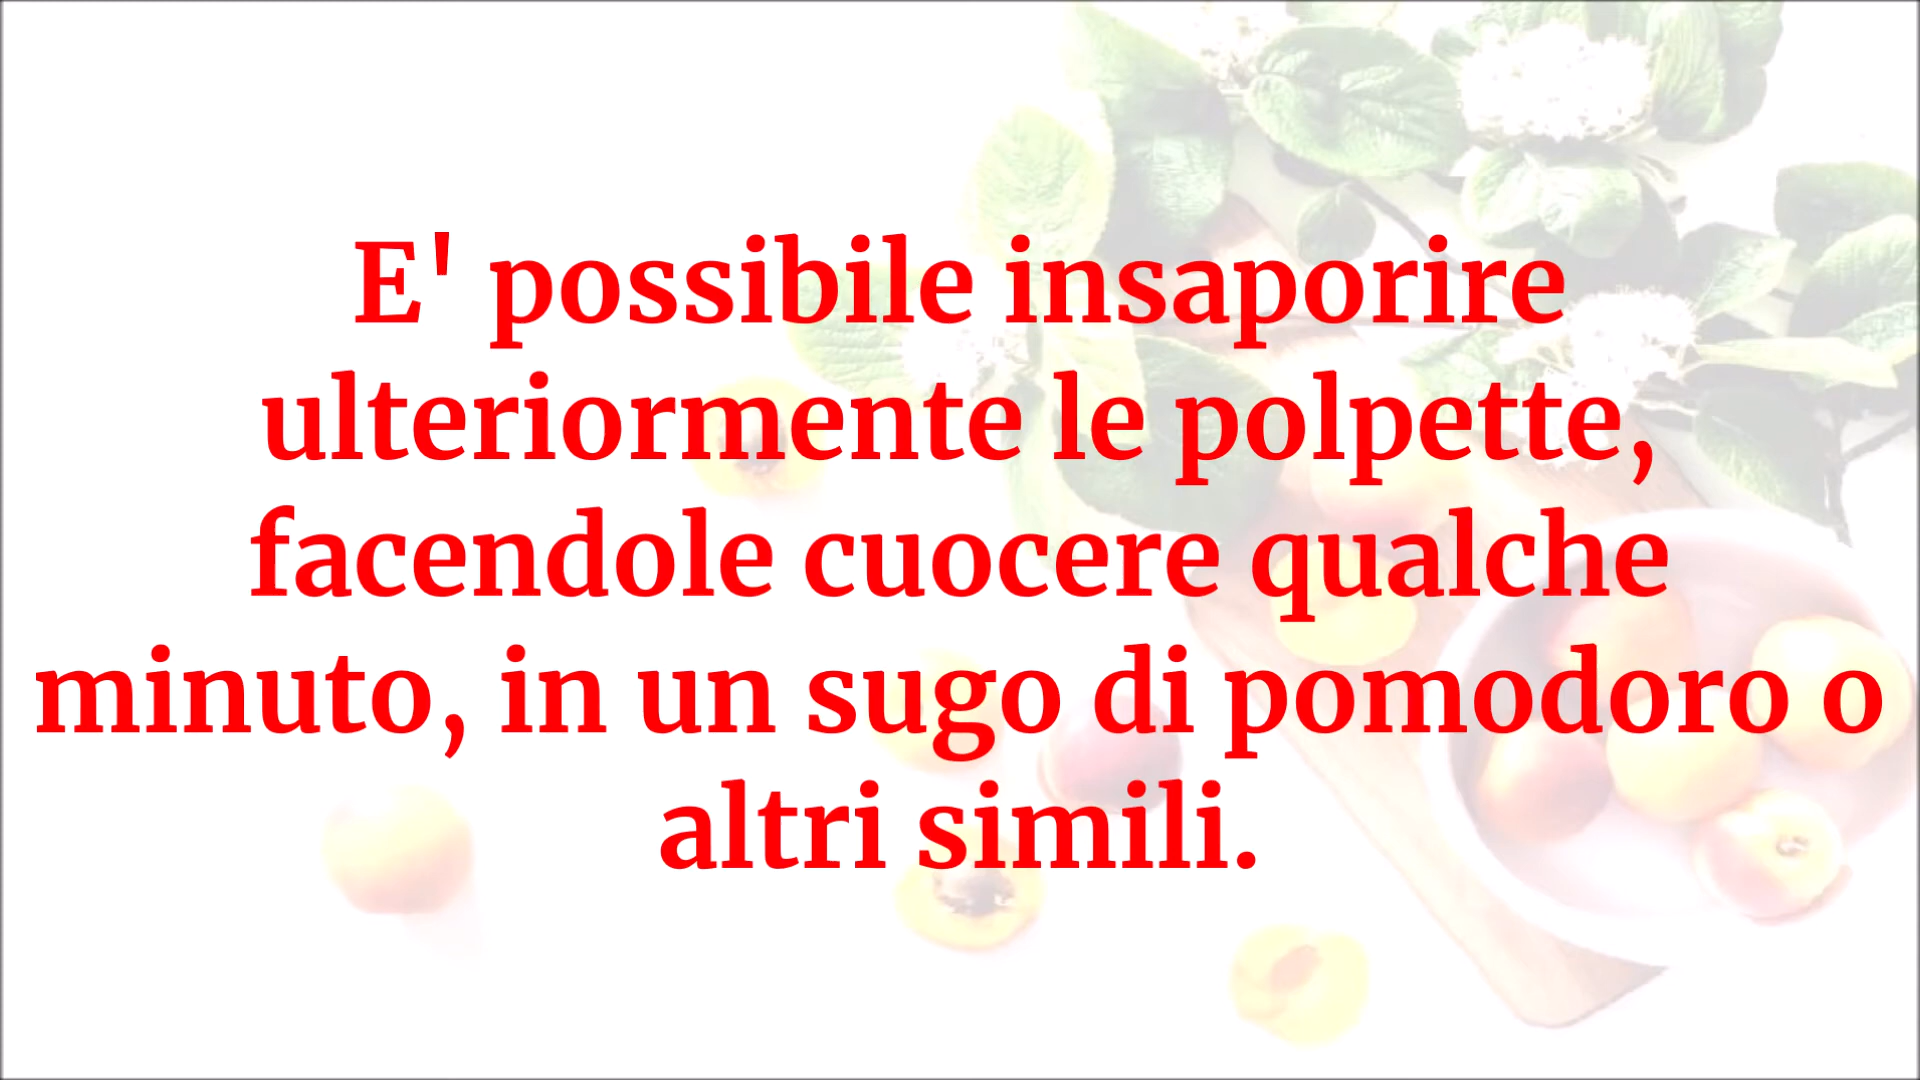 E' possibile insaporire
ulteriormente le polpette,
facendole cuocere qualche
minuto, in un sugo di pomodoro o
altri simili.